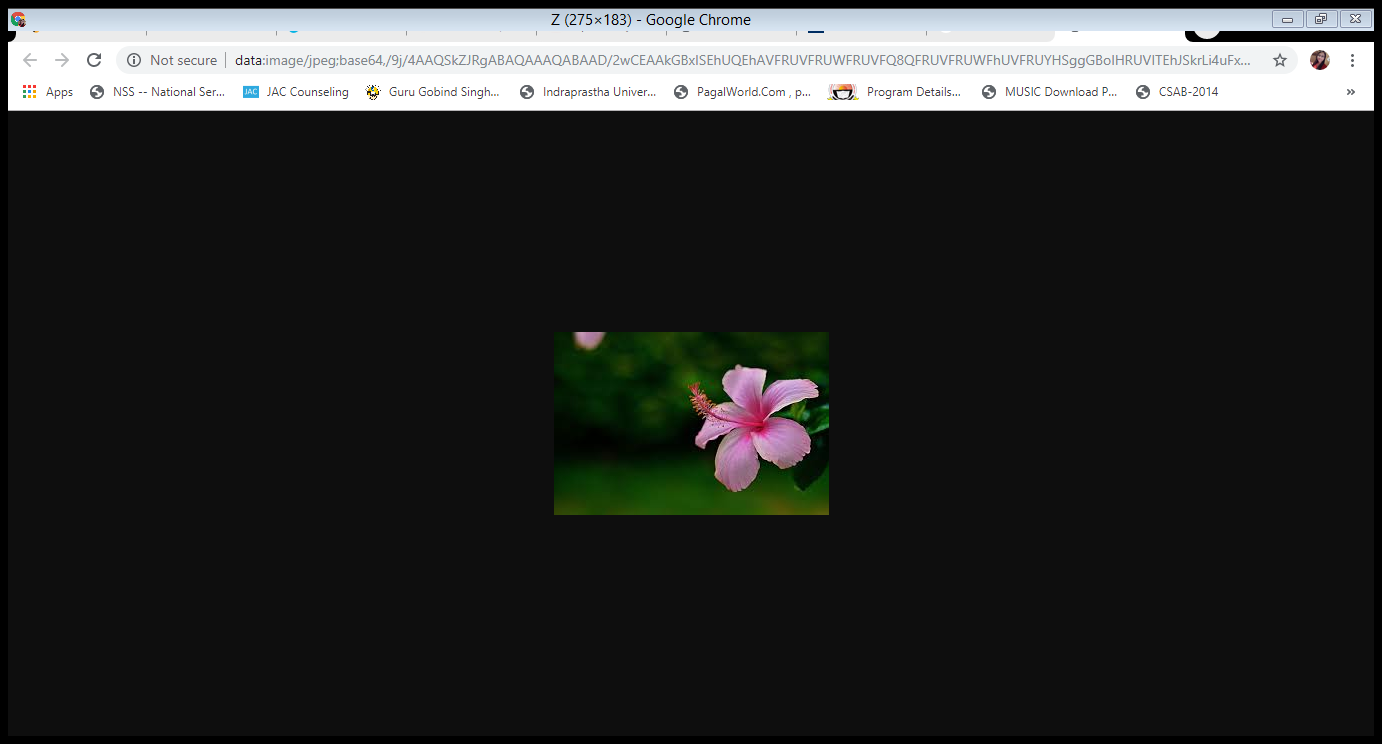 Z (275×183) - Google Chrome
Not secure | data:image/jpeg;base64,/9j/4AAQSkZJRgABAQAAAQABAAD/2wCEAAkGBxISEhUQEhAVFRUVFRUWFRUVFQ8QFRUVFRUWFhUVFRUYHSggGBolHRUVITEhJSkrLi4uFx...
Apps NSS -- National Ser... JAC JAC Counseling Guru Gobind Singh... Indraprastha Univer... PagalWorld.Com , p... Program Details... MUSIC Download P... CSAB-2014 »